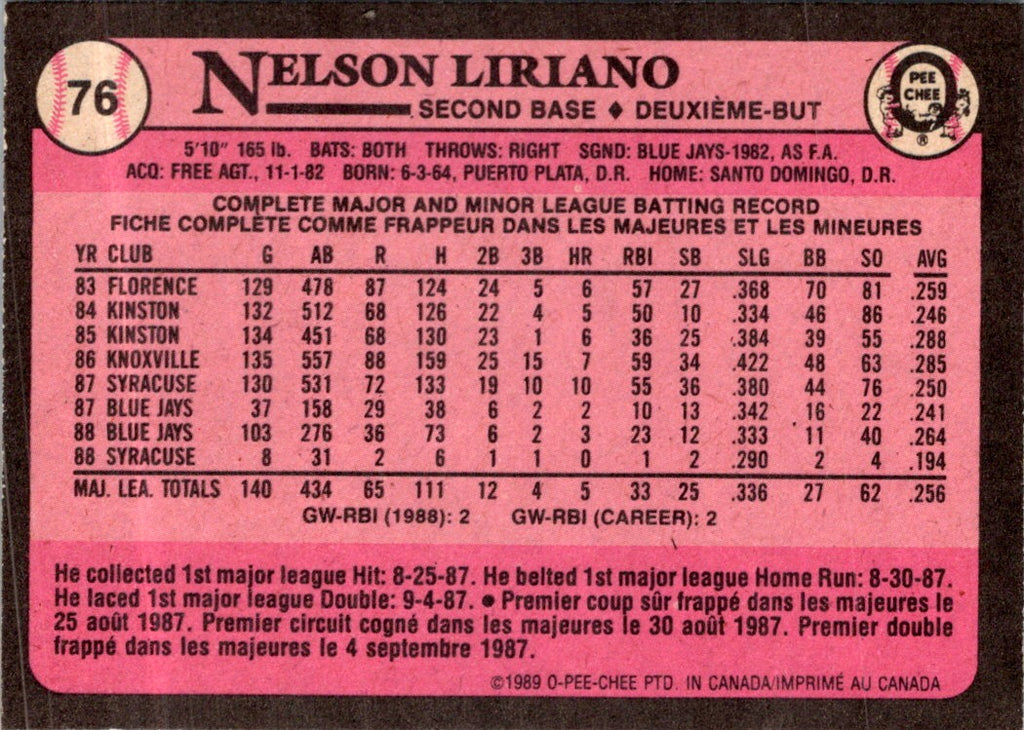 76
NELSON LIRIANO
PEE
CHEE
®
SECOND BASE ♦ DEUXIÈME-BUT
5'10" 165 lb. BATS: BOTH THROWS: RIGHT SGND: BLUE JAYS-1982, AS F.A.
ACQ: FREE AGT., 11-1-82 BORN: 6-3-64, PUERTO PLATA, D.R. HOME: SANTO DOMINGO, D.R.
COMPLETE MAJOR AND MINOR LEAGUE BATTING RECORD
FICHE COMPLÈTE COMME FRAPPEUR DANS LES MAJEURES ET LES MINEURES
YR CLUB G AB R H 2B 3B HR RBI SB SLG BB SO AVG
83 FLORENCE 129 478 87 124 24 5 6 57 27 .368 70 81 .259
84 KINSTON 132 512 68 126 22 4 5 50 10 .334 46 86 .246
85 KINSTON 134 451 68 130 23 1 6 36 25 .384 39 55 .288
86 KNOXVILLE 135 557 88 159 25 15 7 59 34 .422 48 63 .285
87 SYRACUSE 130 531 72 133 19 10 10 55 36 .380 44 76 .250
87 BLUE JAYS 37 158 29 38 6 2 2 10 13 .342 16 22 .241
88 BLUE JAYS 103 276 36 73 6 2 3 23 12 .333 11 40 .264
88 SYRACUSE 8 31 2 6 1 1 0 1 2 .290 2 4 .194
MAJ. LEA. TOTALS 140 434 65 111 12 4 5 33 25 .336 27 62 .256
GW-RBI (1988): 2 GW-RBI (CAREER): 2
He collected 1st major league Hit: 8-25-87. He belted 1st major league Home Run: 8-30-87.
He laced 1st major league Double: 9-4-87. ● Premier coup sûr frappé dans les majeures le
25 août 1987. Premier circuit cogné dans les majeures le 30 août 1987. Premier double
frappé dans les majeures le 4 septembre 1987.
©1989 O-PEE-CHEE PTD. IN CANADA/IMPRIMÉ AU CANADA